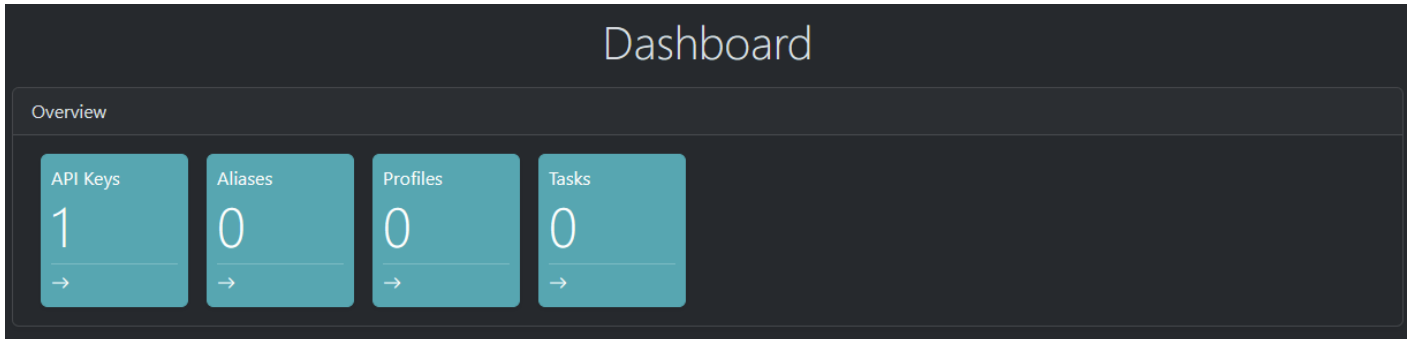 Dashboard
Overview
API Keys
1
Aliases
0
Profiles
0
Tasks
0